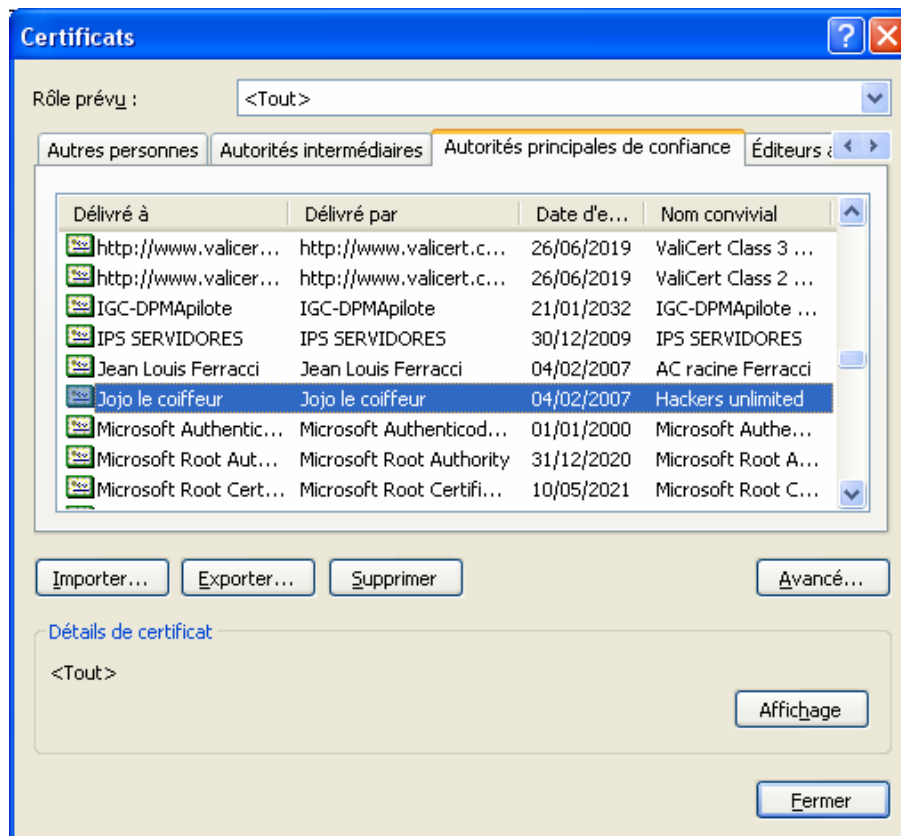 Certificats
Rôle prévu : <Tout>
Autres personnes Autorités intermédiaires Autorités principales de confiance Éditeurs a
Délivré à Délivré par Date d'e... Nom convivial
http://www.valicer... http://www.valicert.c... 26/06/2019 ValiCert Class 3 ...
http://www.valicer... http://www.valicert.c... 26/06/2019 ValiCert Class 2 ...
IGC-DPMApilote IGC-DPMApilote 21/01/2032 IGC-DPMApilote ...
IPS SERVIDORES IPS SERVIDORES 30/12/2009 IPS SERVIDORES
Jean Louis Ferracci Jean Louis Ferracci 04/02/2007 AC racine Ferracci
Jojo le coiffeur Jojo le coiffeur 04/02/2007 Hackers unlimited
Microsoft Authentic... Microsoft Authenticod... 01/01/2000 Microsoft Authe...
Microsoft Root Aut... Microsoft Root Authority 31/12/2020 Microsoft Root A...
Microsoft Root Cert... Microsoft Root Certifi... 10/05/2021 Microsoft Root C...
Importer... Exporter... Supprimer Avancé...
Détails de certificat
<Tout>
Affichage
Fermer